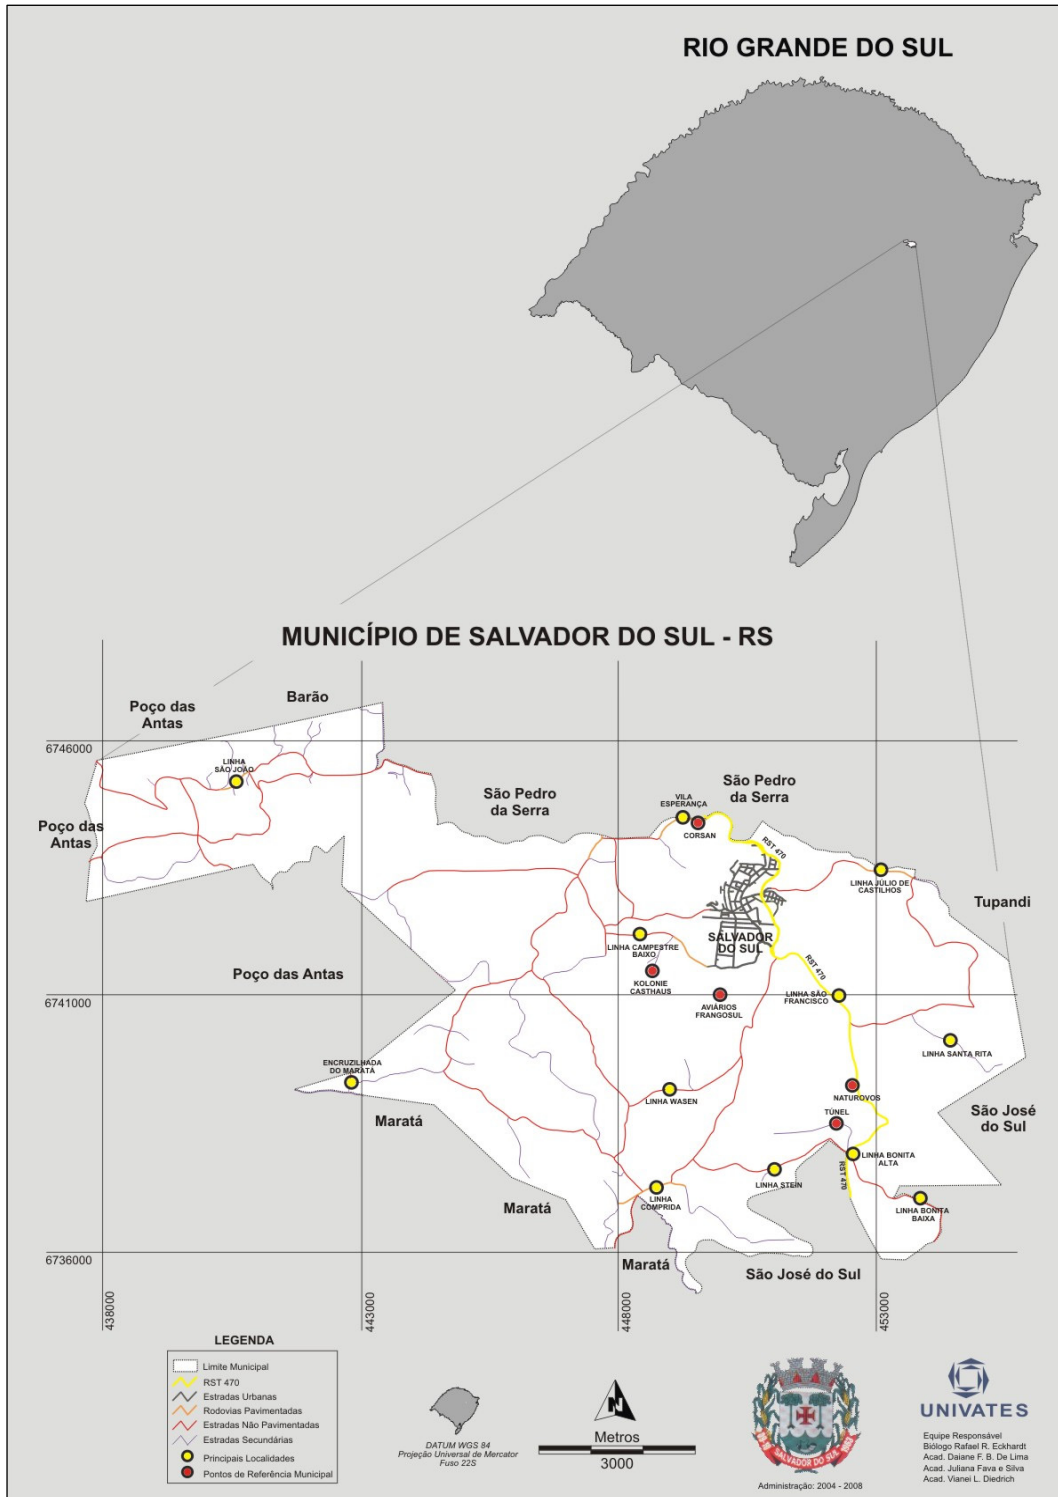 RIO GRANDE DO SUL
MUNICÍPIO DE SALVADOR DO SUL - RS
Poço das
Antas
Barão
6746000
LINHA
SÃO JOÃO
São Pedro
da Serra
São Pedro
da Serra
VILA
ESPERANÇA
CORSAN
RST 470
Poço das
Antas
LINHA JÚLIO DE
CASTILHOS
Tupandi
SALVADOR
DO SUL
LINHA CAMPESTRE
BAIXO
Poço das Antas
KOLONIE
CASTHAUS
RST 470
6741000
AVIÁRIOS
FRANGOSUL
LINHA SÃO
FRANCISCO
LINHA SANTA RITA
ENCRUZILHADA
DO MARATÁ
LINHA WASEN
NATUROVOS
Maratá
TÚNEL
São José
do Sul
LINHA BONITA
ALTA
LINHA STEIN
RST 470
LINHA
COMPRIDA
LINHA BONITA
BAIXA
Maratá
6736000
Maratá
São José do Sul
438000
443000
448000
453000
LEGENDA
Limite Municipal
RST 470
Estradas Urbanas
Rodovias Pavimentadas
Estradas Não Pavimentadas
Estradas Secundárias
Principais Localidades
Pontos de Referência Municipal
DATUM WGS 84
Projeção Universal de Mercator
Fuso 22S
N
Metros
3000
SALVADOR DO SUL
Administração: 2004 - 2008
UNIVATES
Equipe Responsável
Biólogo Rafael R. Eckhardt
Acad. Daiane F. B. De Lima
Acad. Juliana Fava e Silva
Acad. Vianei L. Diedrich